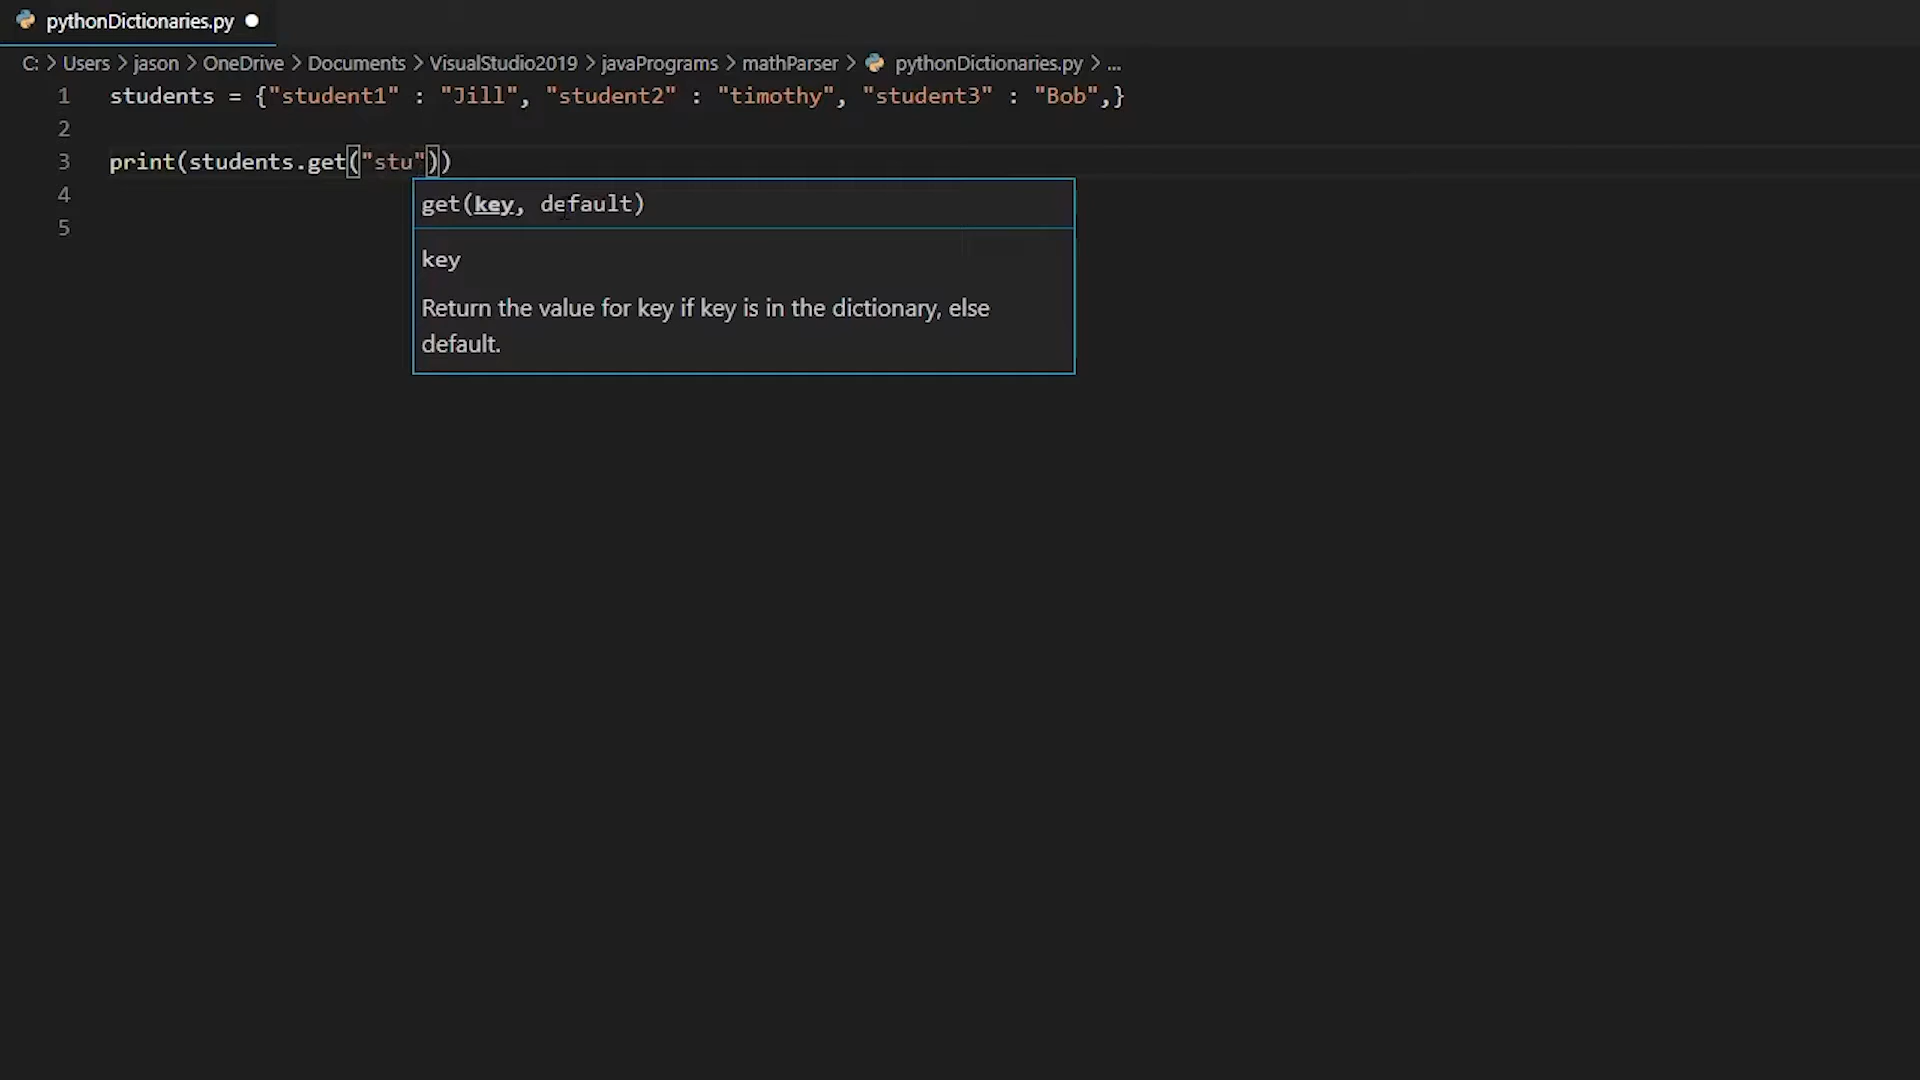 pythonDictionaries.py
C: > Users > jason > OneDrive > Documents > VisualStudio2019 > javaPrograms > mathParser > pythonDictionaries.py > ...
1 students = {"student1" : "Jill", "student2" : "timothy", "student3" : "Bob",}
2
3 print(students.get("stu"))
4
5
get(key, default)
key
Return the value for key if key is in the dictionary, else
default.